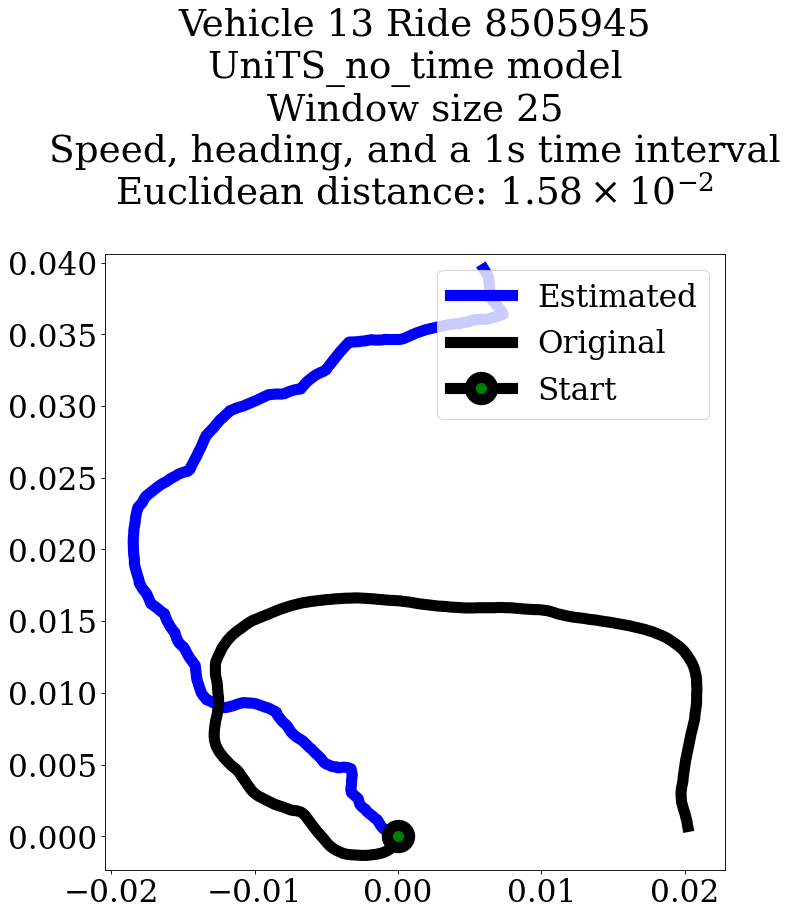 Vehicle 13 Ride 8505945
UniTS_no_time model
Window size 25
Speed, heading, and a 1s time interval
Euclidean distance: 1.58 × 10⁻²
0.040
0.035
0.030
0.025
0.020
0.015
0.010
0.005
0.000
Estimated
Original
Start
−0.02 −0.01 0.00 0.01 0.02